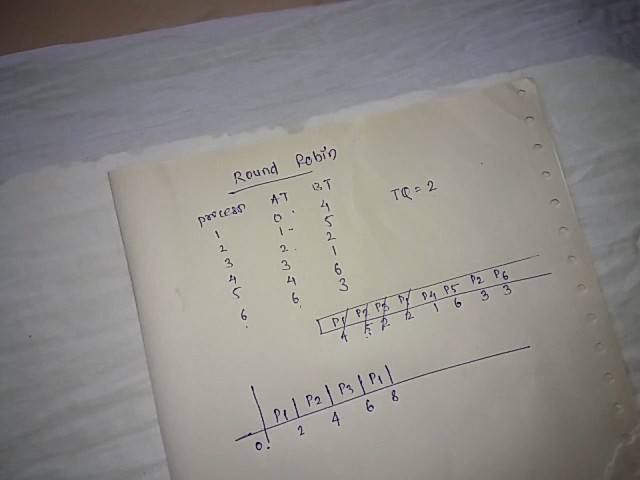 Round Robin
process AT BT
1 0 4
2 1 5
3 2 2
4 3 1
5 4 6
6 6 3
TQ = 2
P1 P2 P3 P1 P4 P5 P2 P6
4 5 2 2 1 6 3 3
P1 P2 P3 P1
0 2 4 6 8